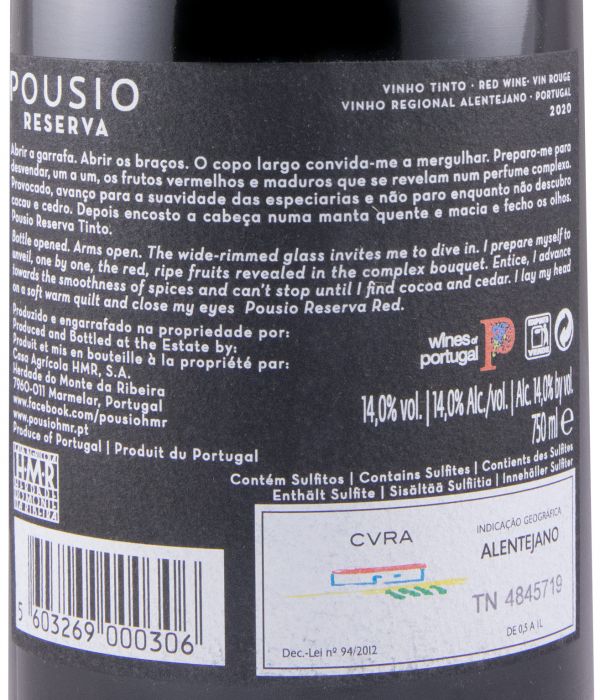 POUSIO
RESERVA
VINHO TINTO · RED WINE · VIN ROUGE
VINHO REGIONAL ALENTEJANO · PORTUGAL
2020
Abrir a garrafa. Abrir os braços. O copo largo convida-me a mergulhar. Preparo-me para
desvendar, um a um, os frutos vermelhos e maduros que se revelam num perfume complexo.
Provocado, avanço para a suavidade das especiarias e não paro enquanto não descubro
cacau e cedro. Depois encosto a cabeça numa manta quente e macia e fecho os olhos.
Pousio Reserva Tinto.
Bottle opened. Arms open. The wide-rimmed glass invites me to dive in. I prepare myself to
unveil, one by one, the red, ripe fruits revealed in the complex bouquet. Entice, I advance
towards the smoothness of spices and can't stop until I find cocoa and cedar. I lay my head
on a soft warm quilt and close my eyes Pousio Reserva Red.
Produzido e engarrafado na propriedade por:
Produced and Bottled at the Estate by:
Produit et mis en bouteille à la propriété par:
Casa Agrícola HMR, S.A.
Herdade do Monte da Ribeira
7960-011 Marmelar, Portugal
www.facebook.com/pousiohmr
www.pousiohmr.pt
Produce of Portugal | Produit du Portugal
wines of
portugal
14,0% vol. | 14,0% Alc./vol. | Alc. 14,0% by vol.
750 ml e
Contém Sulfitos | Contains Sulfites | Contients des Sulfites
Enthält Sulfite | Sisältää Sulfiitia | Innehåller Sulfiter
HMR
CVRA
INDICAÇÃO GEOGRÁFICA
ALENTEJANO
TN 4845719
DE 0,5 A 1L
Dec.-Lei nº 94/2012
5 603269 000306